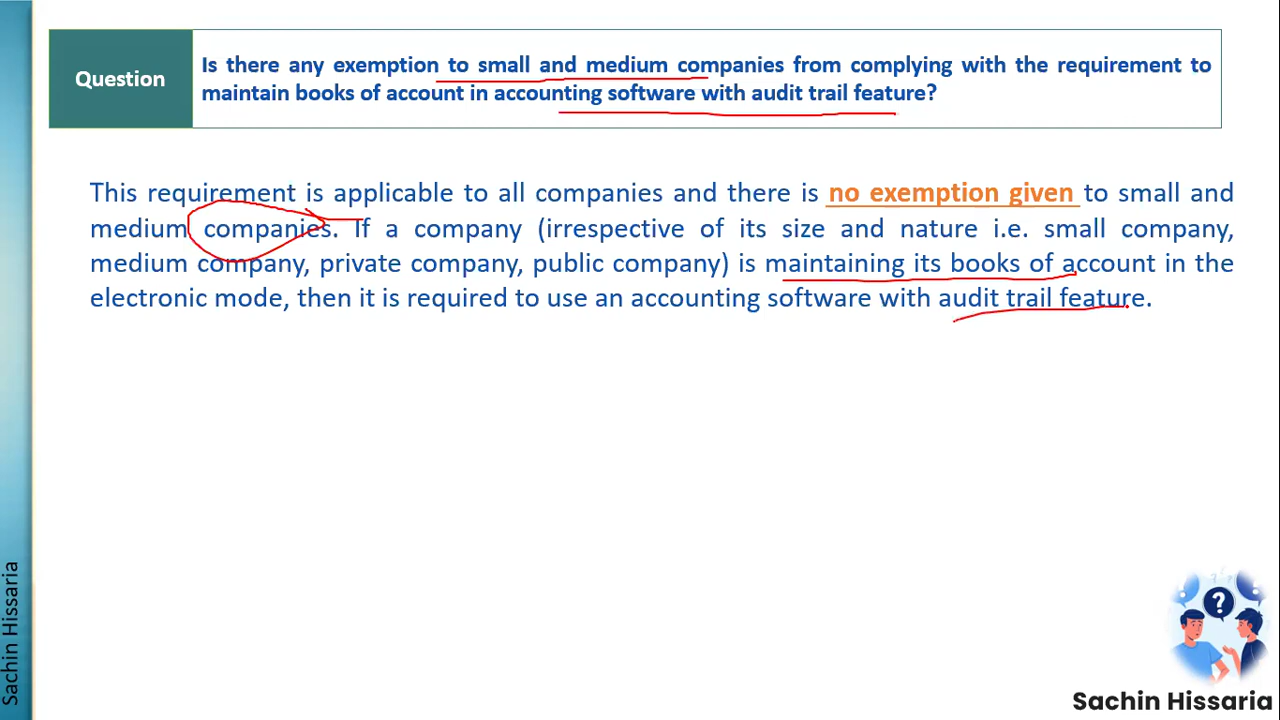 Question
Is there any exemption to small and medium companies from complying with the requirement to
maintain books of account in accounting software with audit trail feature?
This requirement is applicable to all companies and there is no exemption given to small and
medium companies. If a company (irrespective of its size and nature i.e. small company,
medium company, private company, public company) is maintaining its books of account in the
electronic mode, then it is required to use an accounting software with audit trail feature.
Sachin Hissaria
?
Sachin Hissaria